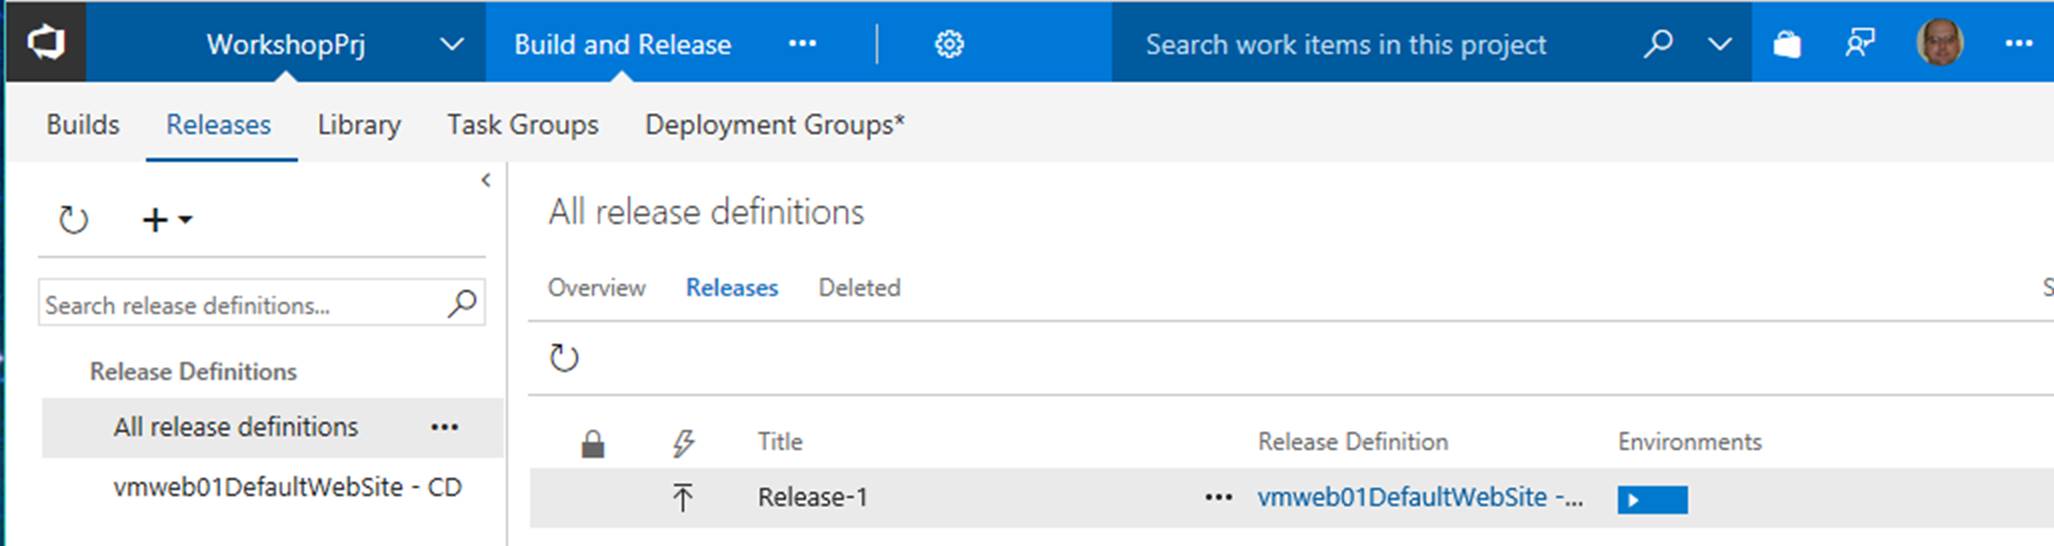 WorkshopPrj Build and Release ... Search work items in this project ...
Builds Releases Library Task Groups Deployment Groups*
All release definitions
Overview Releases Deleted S
Search release definitions...
Release Definitions
All release definitions ...
vmweb01DefaultWebSite - CD
Title Release Definition Environments
Release-1 ... vmweb01DefaultWebSite -...